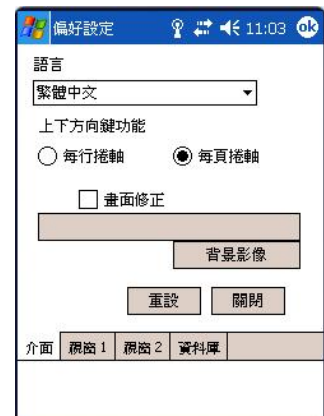 偏好設定 11:03 ok
語言
繁體中文
上下方向鍵功能
每行捲軸 每頁捲軸
畫面修正
背景影像
重設 關閉
介面 視窗1 視窗2 資料庫